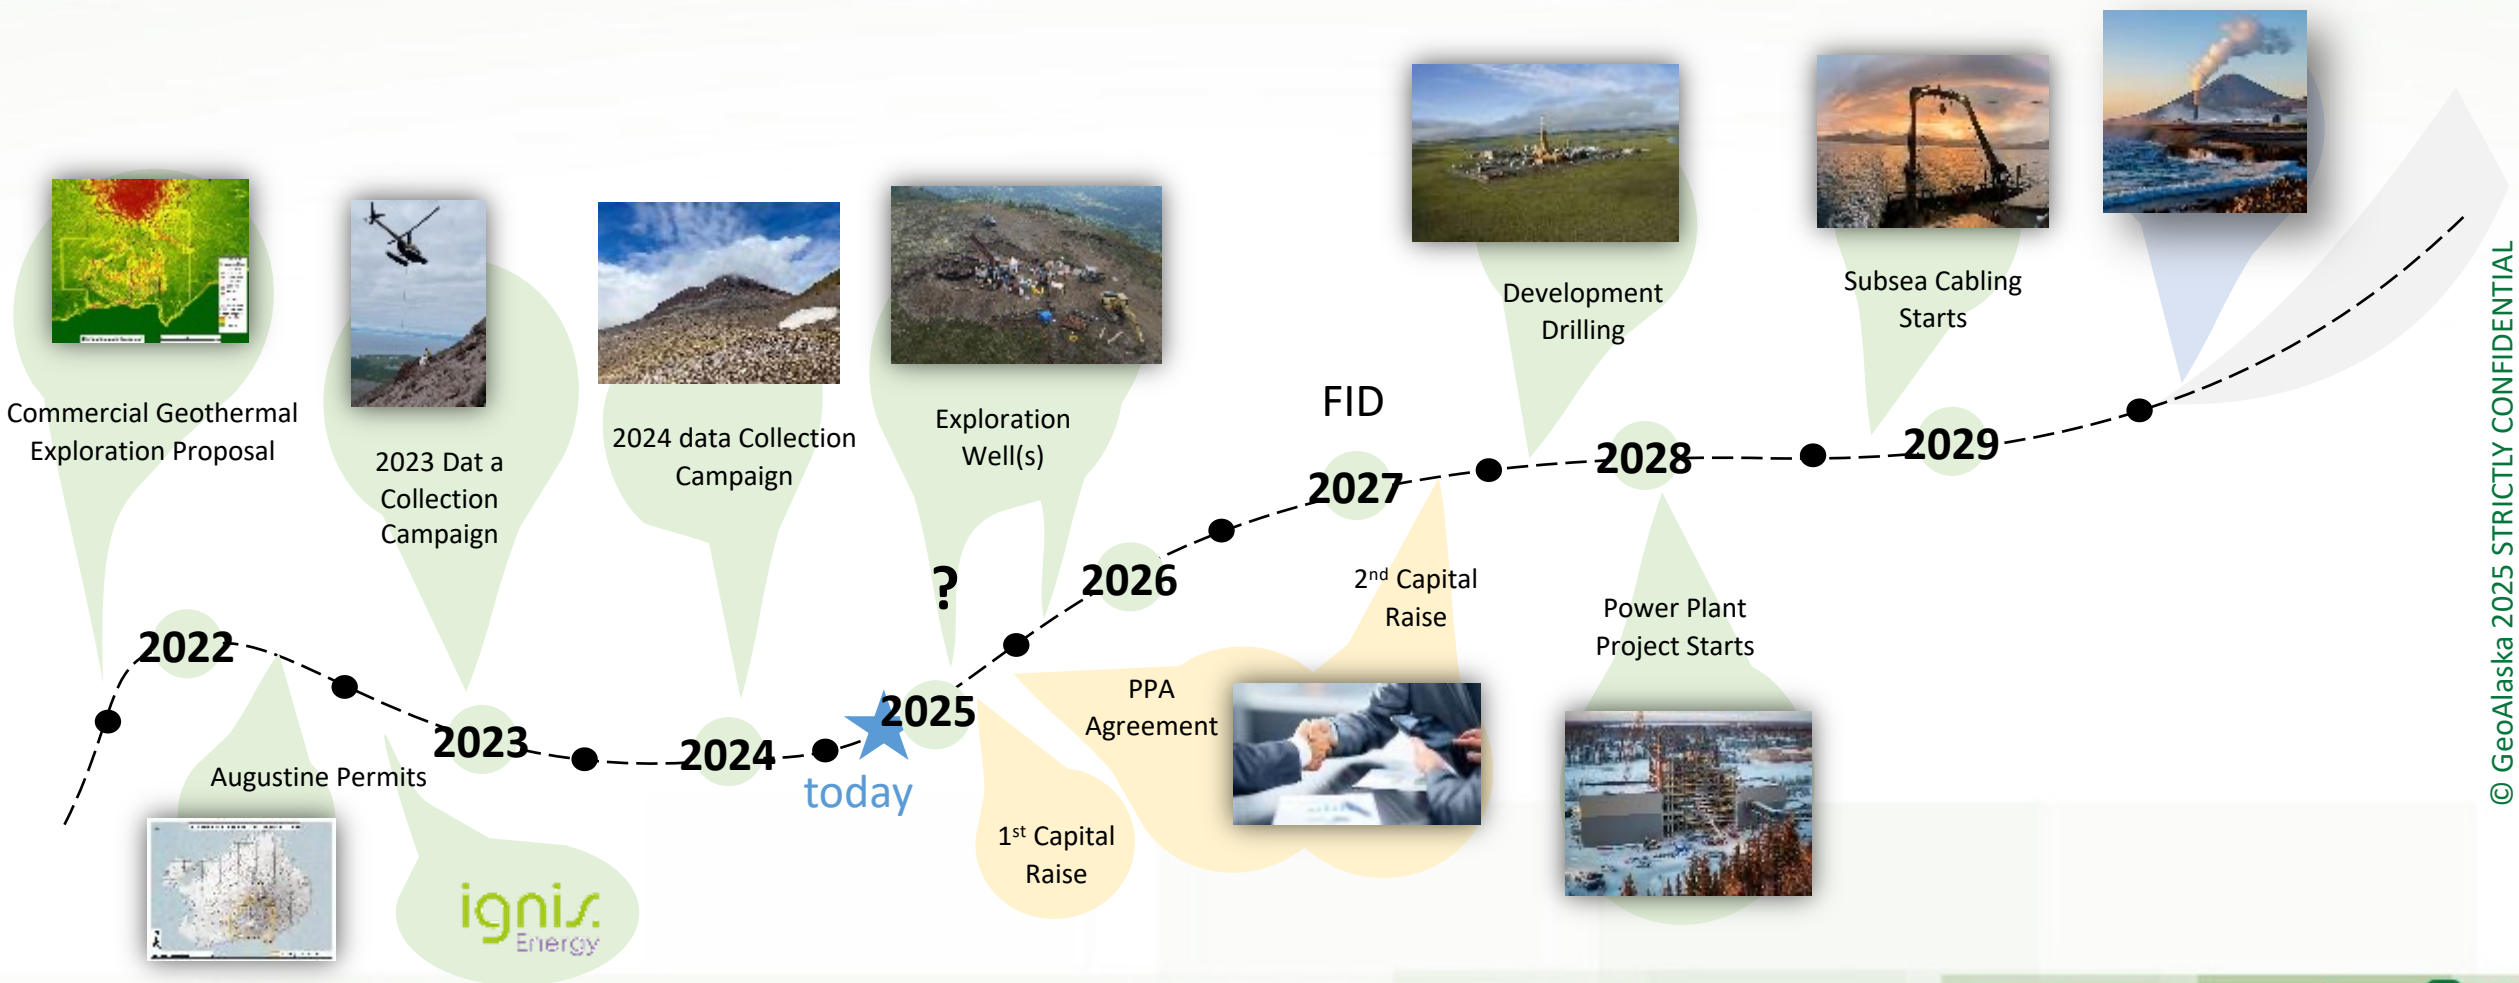 Commercial Geothermal
Exploration Proposal
2023 Dat a
Collection
Campaign
2024 data Collection
Campaign
Exploration
Well(s)
?
FID
Development
Drilling
Subsea Cabling
Starts
2022
2023
2024
2025
2026
2027
2028
2029
today
Augustine Permits
ignis
Energy
1st Capital
Raise
PPA
Agreement
2nd Capital
Raise
Power Plant
Project Starts
© GeoAlaska 2025 STRICTLY CONFIDENTIAL